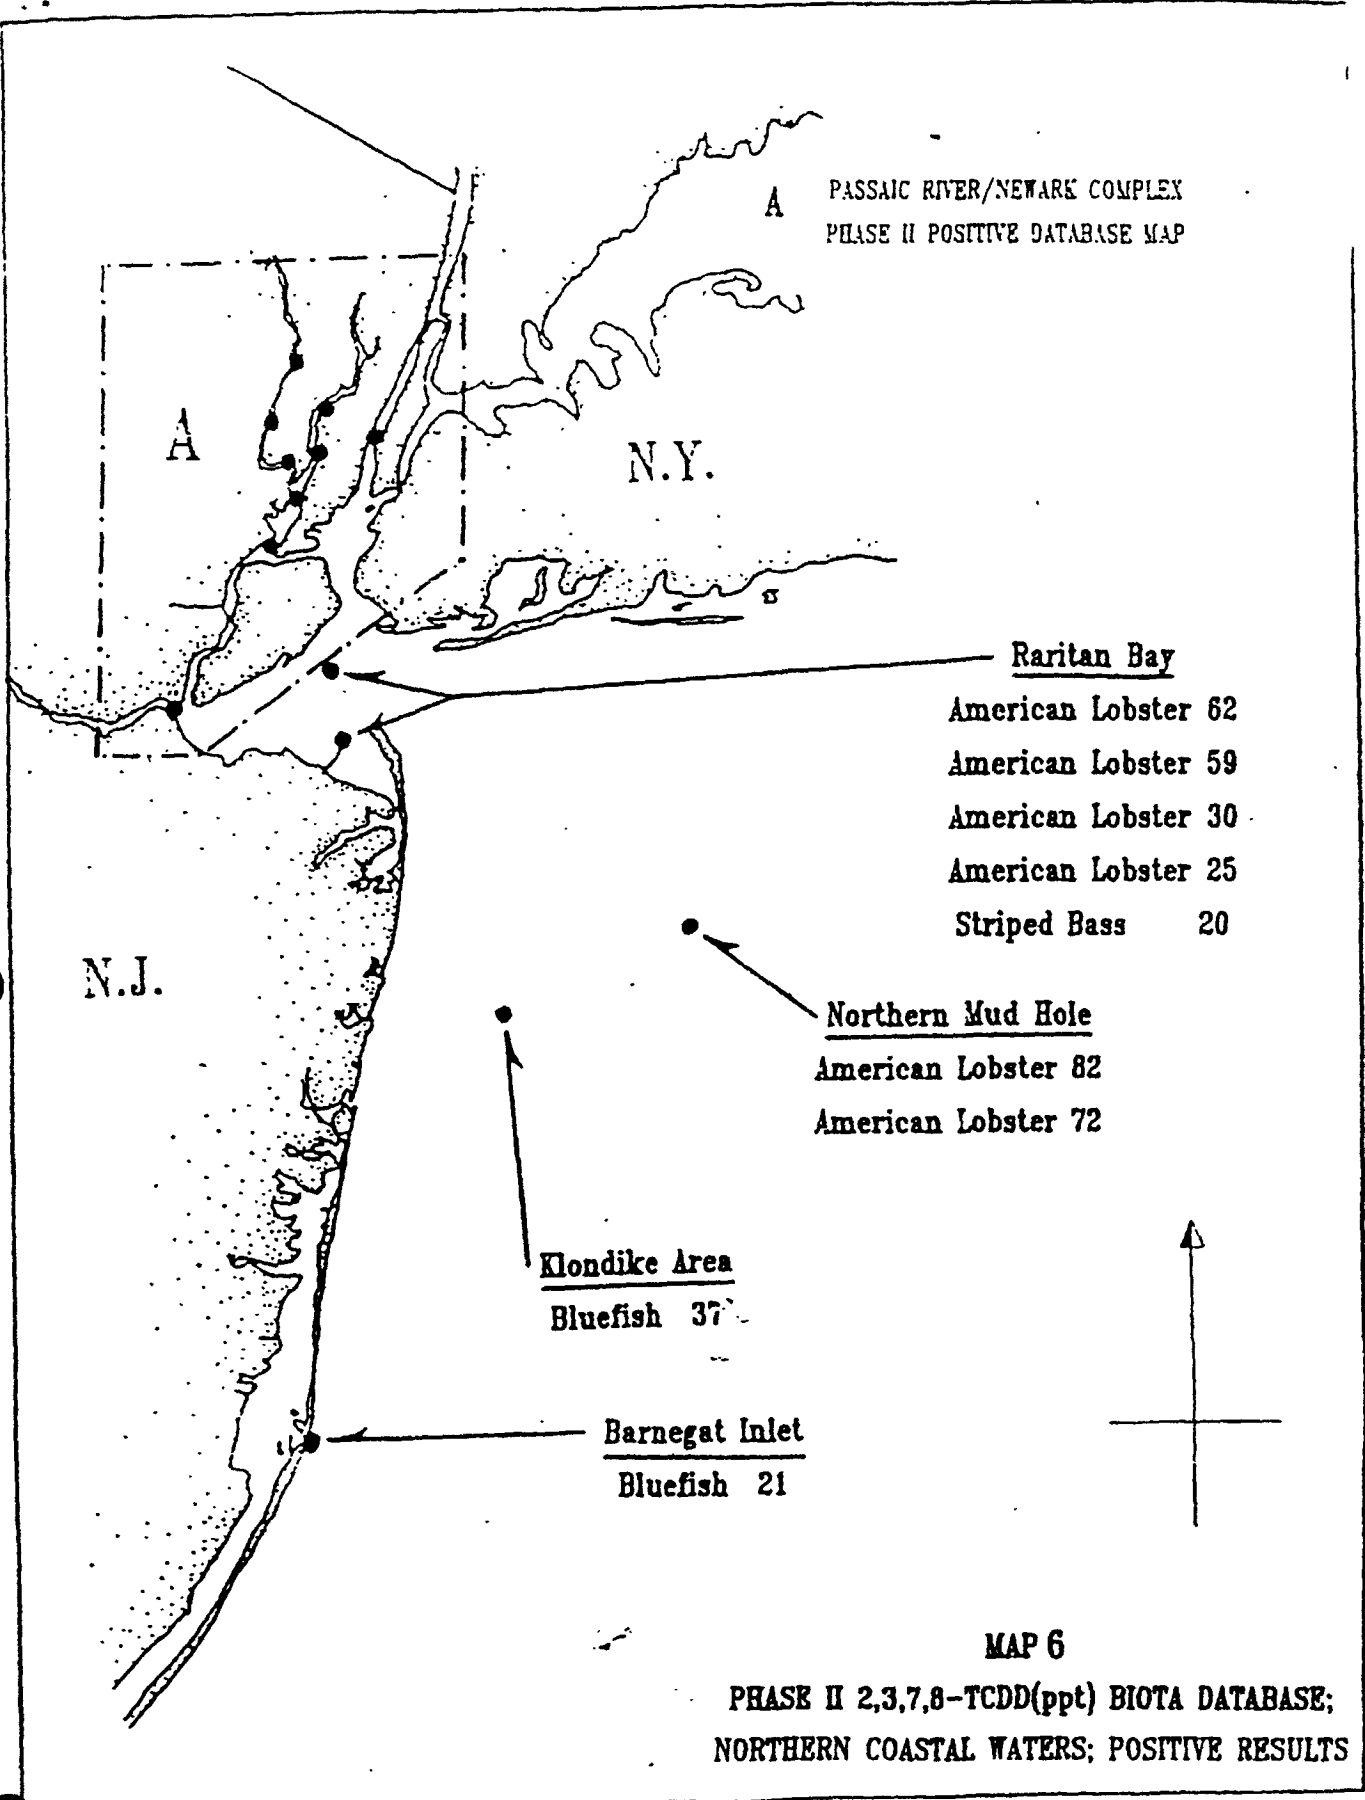 A PASSAIC RIVER/NEWARK COMPLEX
PHASE II POSITIVE DATABASE MAP
A
N.Y.
Raritan Bay
American Lobster 62
American Lobster 59
American Lobster 30
American Lobster 25
Striped Bass 20
N.J.
Northern Mud Hole
American Lobster 82
American Lobster 72
Klondike Area
Bluefish 37
Barnegat Inlet
Bluefish 21
MAP 6
PHASE II 2,3,7,8-TCDD(ppt) BIOTA DATABASE;
NORTHERN COASTAL WATERS; POSITIVE RESULTS